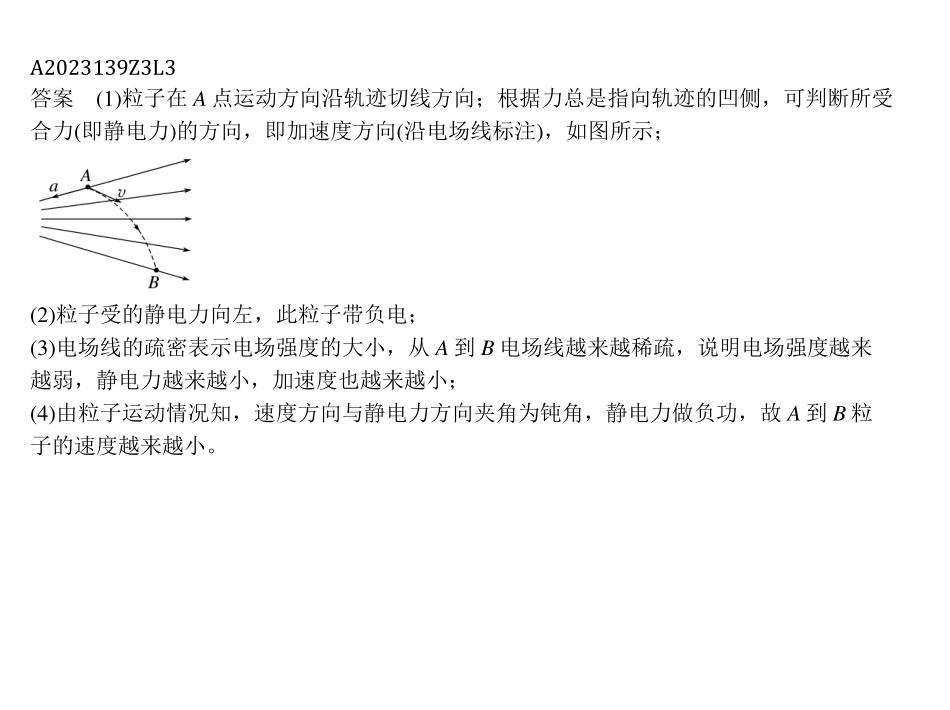 A2023139Z3L3
答案　(1)粒子在 A 点运动方向沿轨迹切线方向；根据力总是指向轨迹的凹侧，可判断所受
合力(即静电力)的方向，即加速度方向(沿电场线标注)，如图所示；
A
a
v
B
(2)粒子受的静电力向左，此粒子带负电；
(3)电场线的疏密表示电场强度的大小，从 A 到 B 电场线越来越稀疏，说明电场强度越来
越弱，静电力越来越小，加速度也越来越小；
(4)由粒子运动情况知，速度方向与静电力方向夹角为钝角，静电力做负功，故 A 到 B 粒
子的速度越来越小。